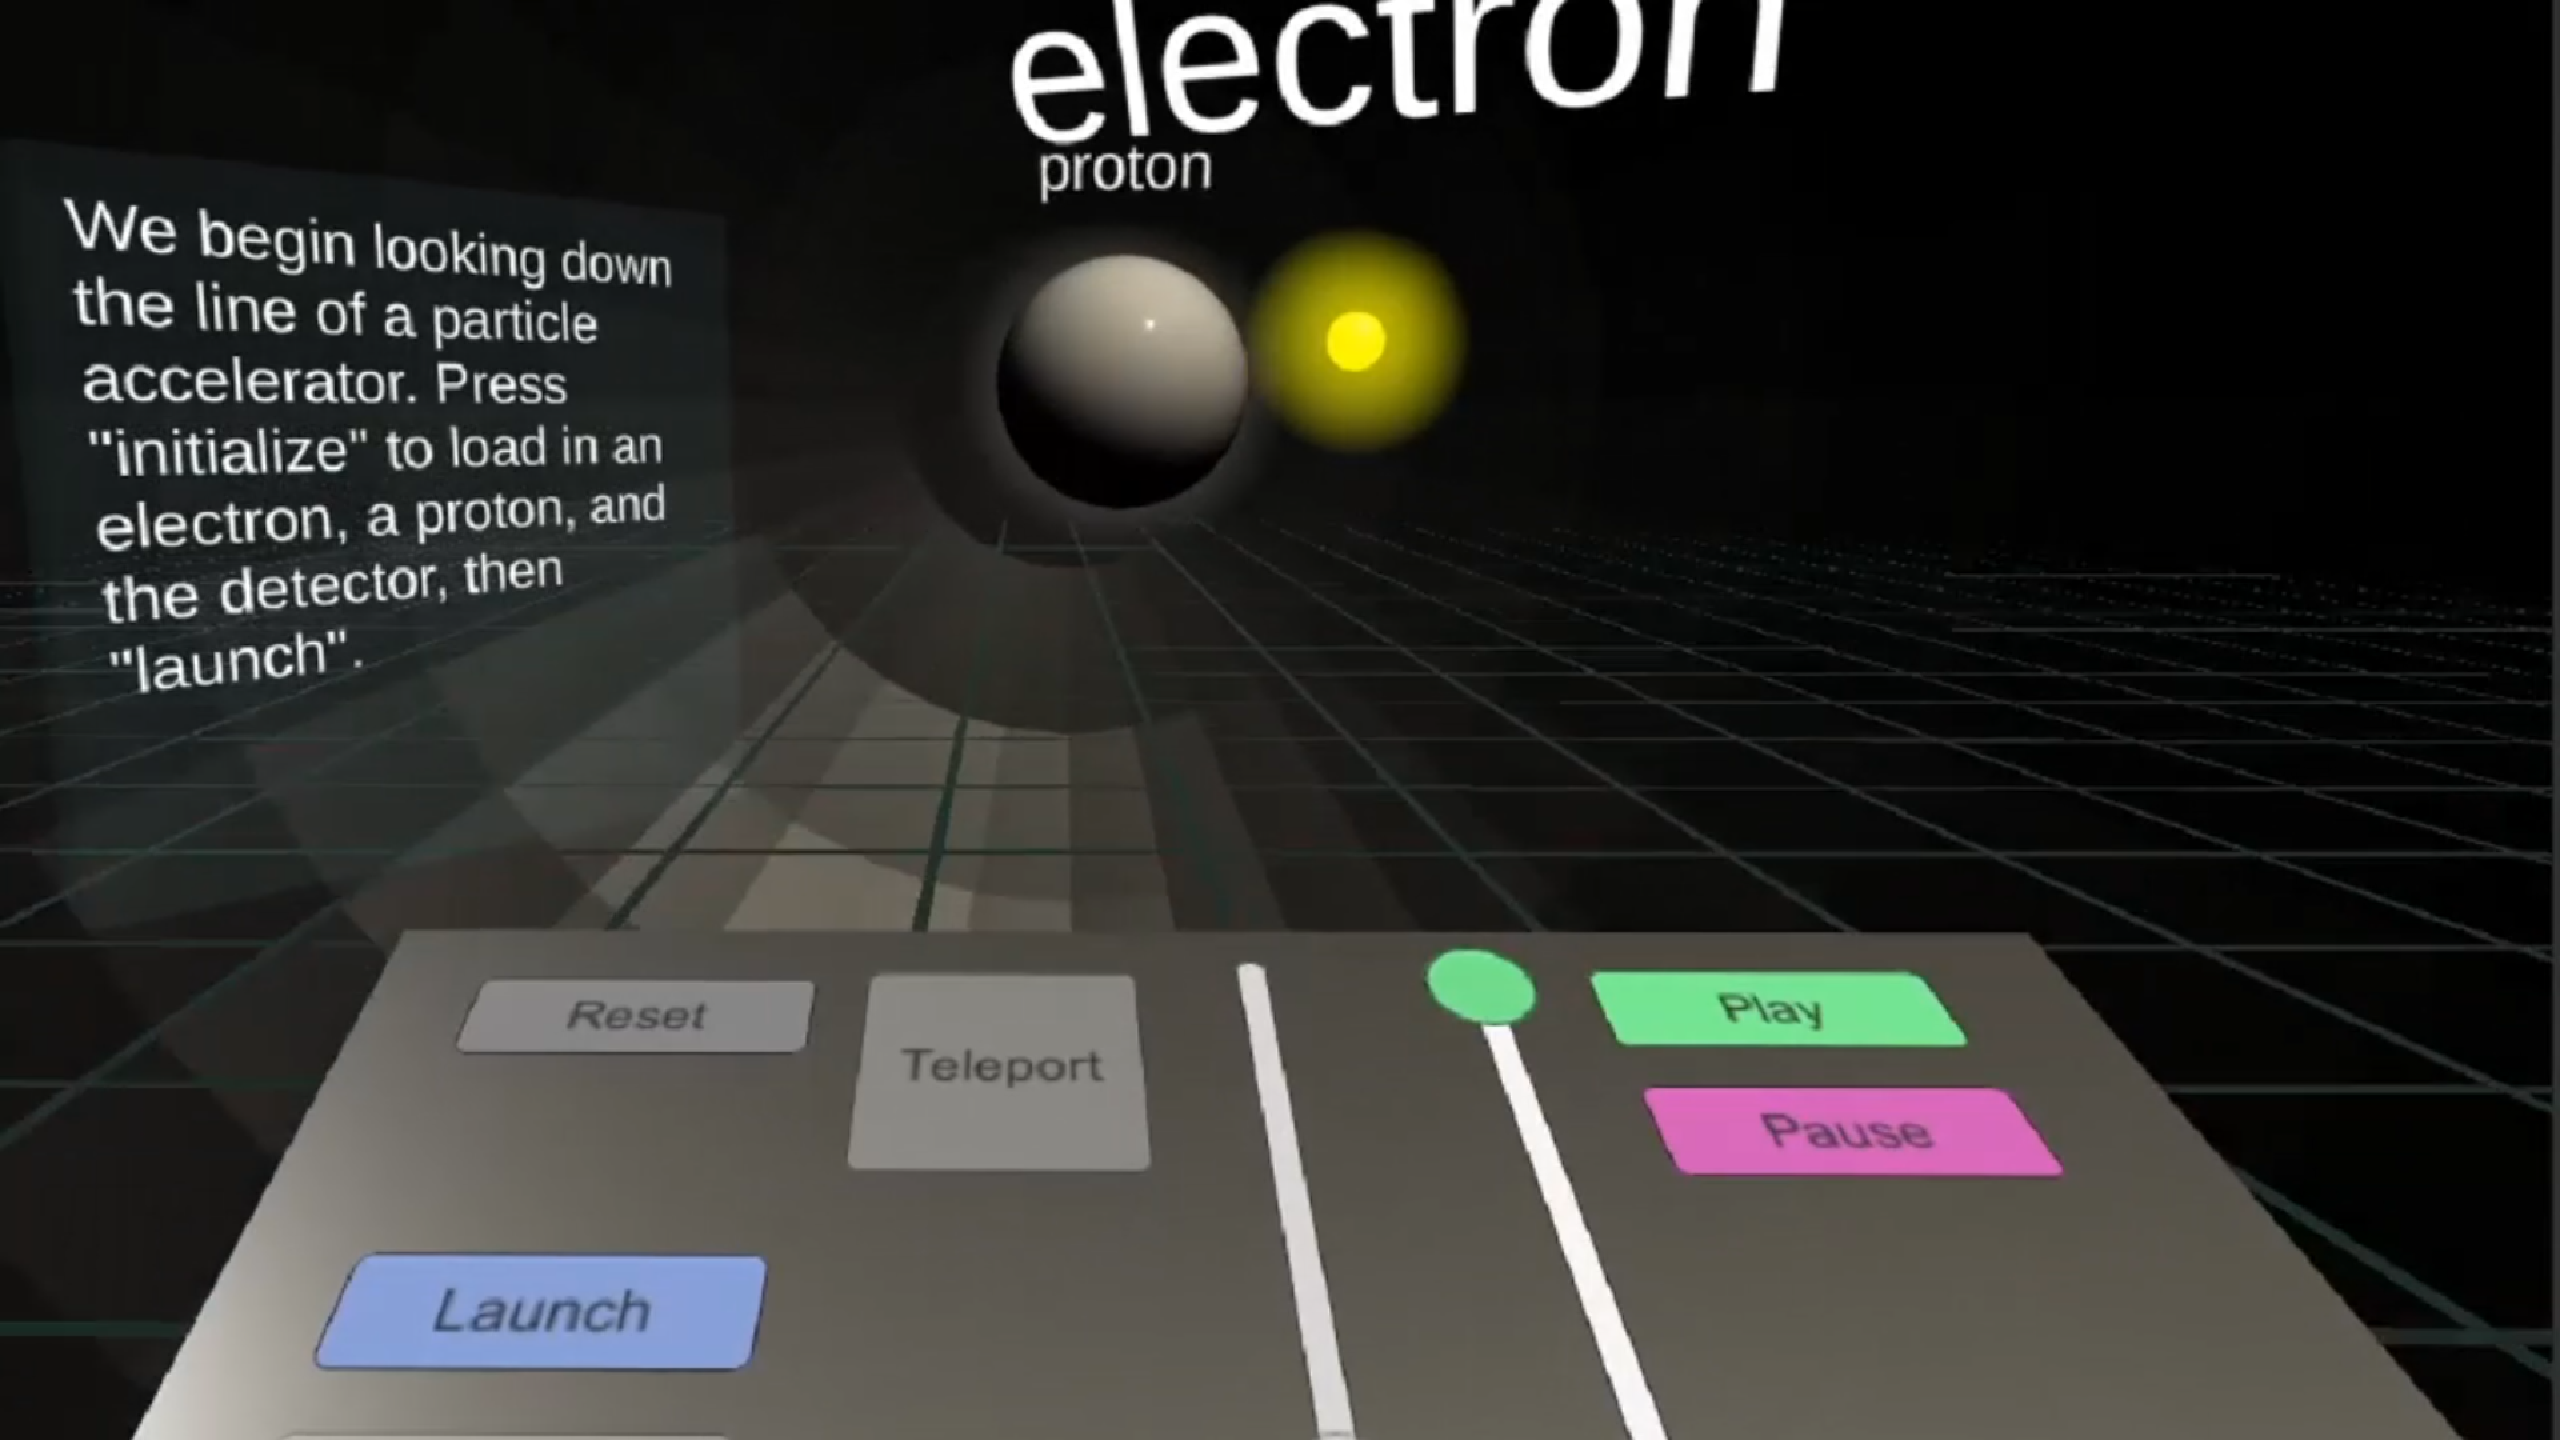 electron
proton
We begin looking down
the line of a particle
accelerator. Press
"initialize" to load in an
electron, a proton, and
the detector, then
"launch".
Reset
Teleport
Play
Pause
Launch